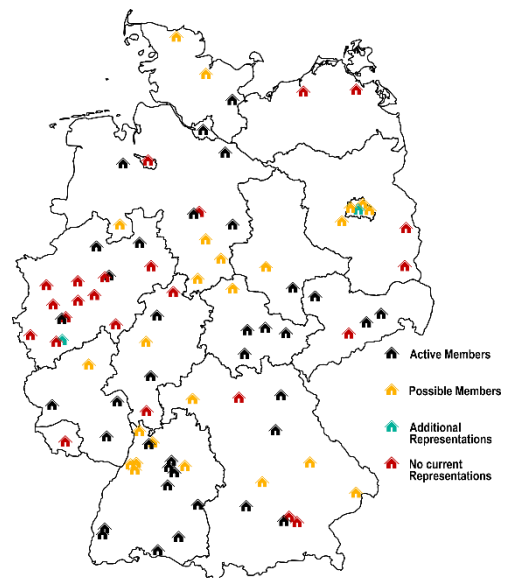 Active Members
Possible Members
Additional
Representations
No current
Representations